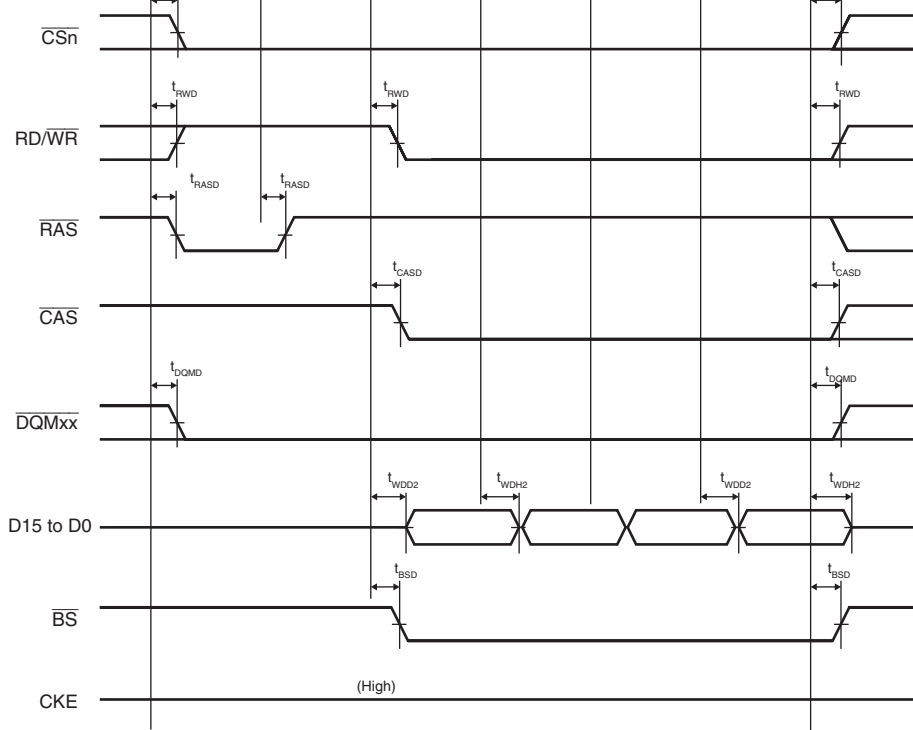 CSn
tRWD tRWD tRWD
RD/WR
tRASD tRASD
RAS
tCASD tCASD
CAS
tDQMD tDQMD
DQMxx
tWDD2 tWDH2 tWDD2 tWDH2
D15 to D0
tBSD tBSD
BS
(High)
CKE